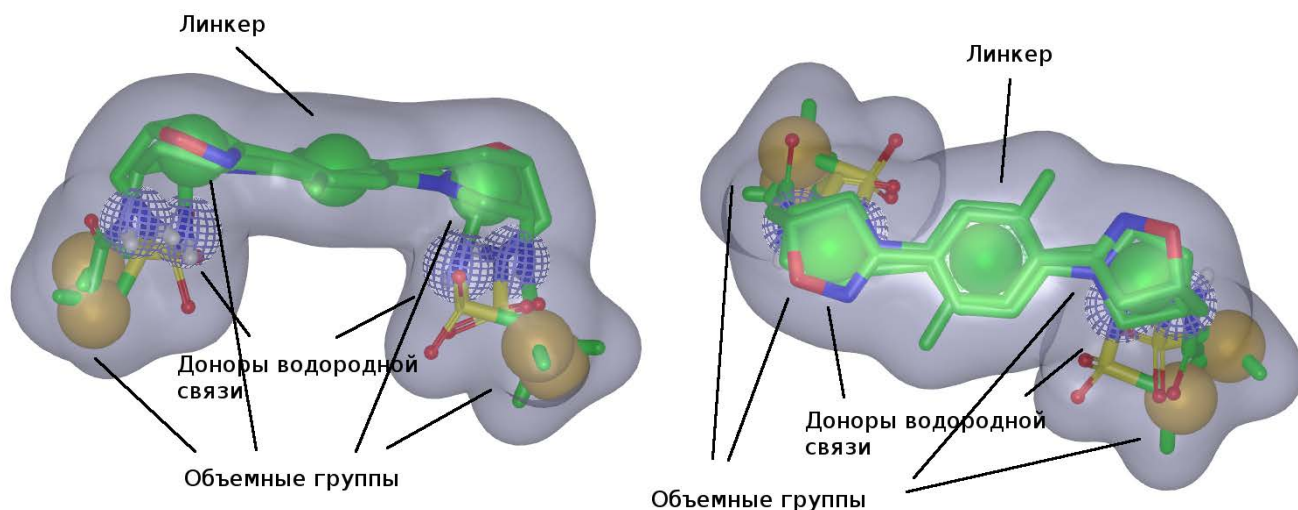 Линкер
Доноры водородной
связи
Объемные группы
Линкер
Доноры водородной
связи
Объемные группы